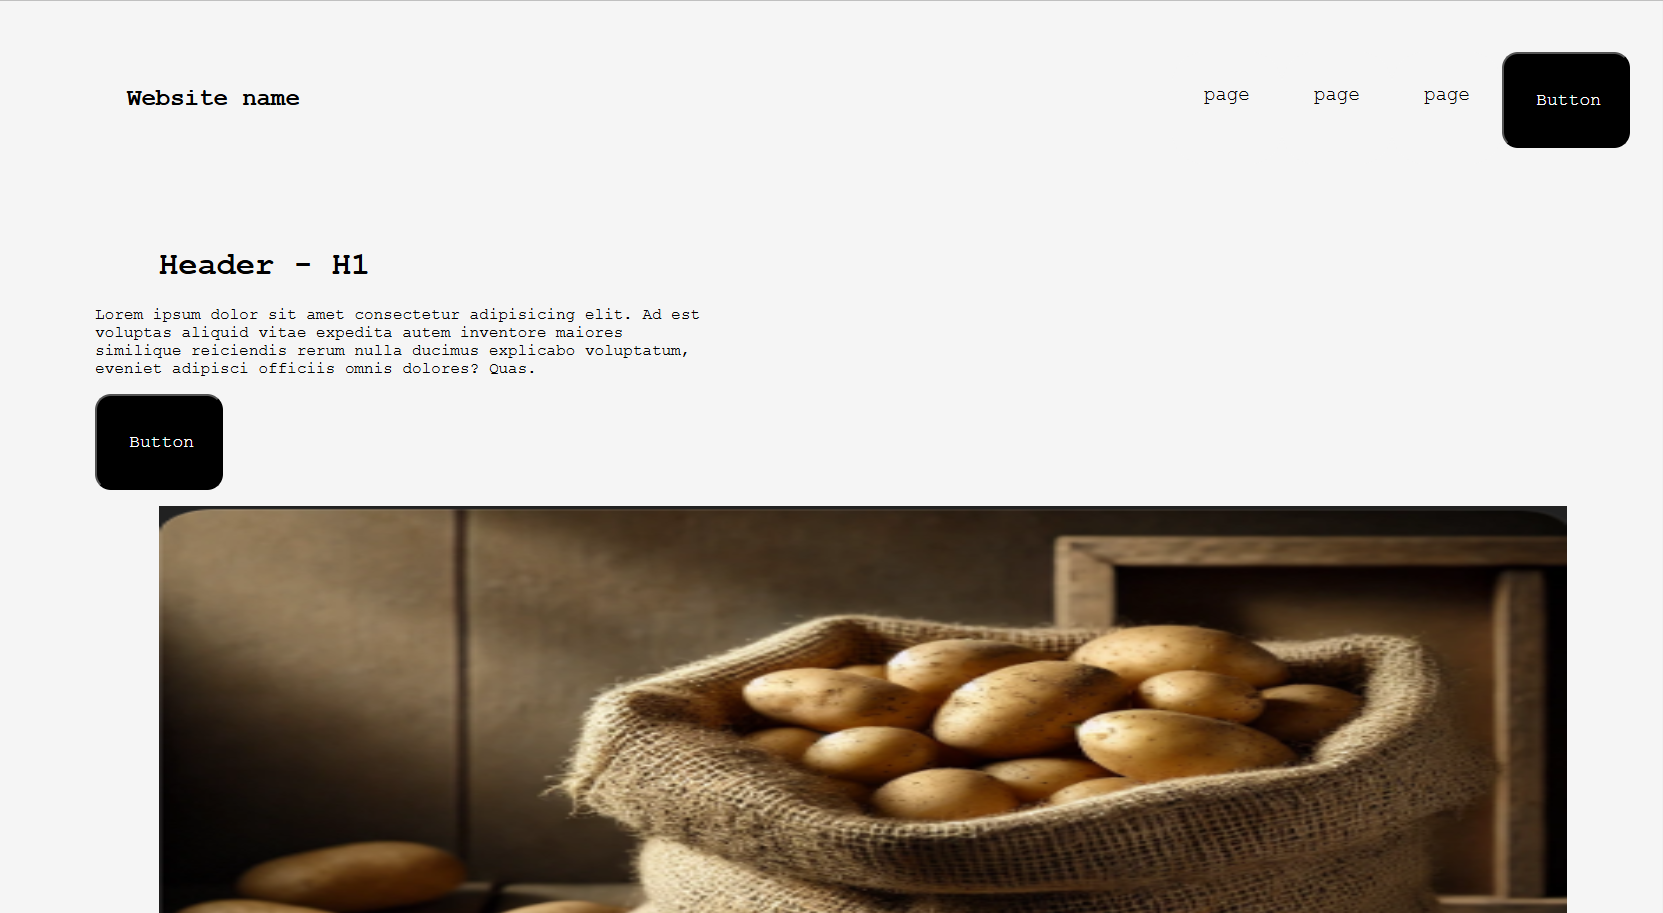 Website name
page
page
page
Button
Header - H1
Lorem ipsum dolor sit amet consectetur adipisicing elit. Ad est
voluptas aliquid vitae expedita autem inventore maiores
similique reiciendis rerum nulla ducimus explicabo voluptatum,
eveniet adipisci officiis omnis dolores? Quas.
Button